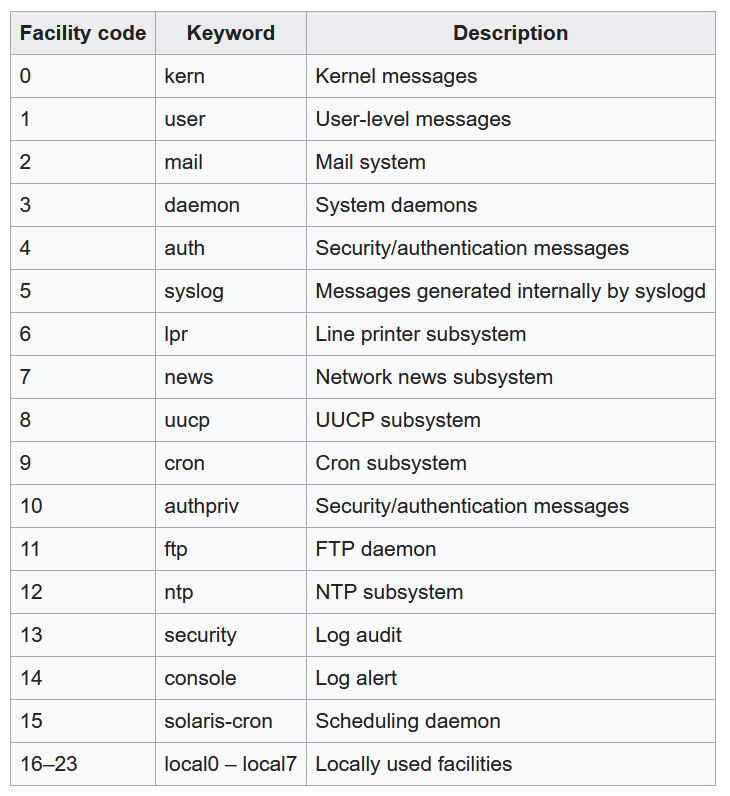 Facility code Keyword Description
0 kern Kernel messages
1 user User-level messages
2 mail Mail system
3 daemon System daemons
4 auth Security/authentication messages
5 syslog Messages generated internally by syslogd
6 lpr Line printer subsystem
7 news Network news subsystem
8 uucp UUCP subsystem
9 cron Cron subsystem
10 authpriv Security/authentication messages
11 ftp FTP daemon
12 ntp NTP subsystem
13 security Log audit
14 console Log alert
15 solaris-cron Scheduling daemon
16–23 local0 – local7 Locally used facilities